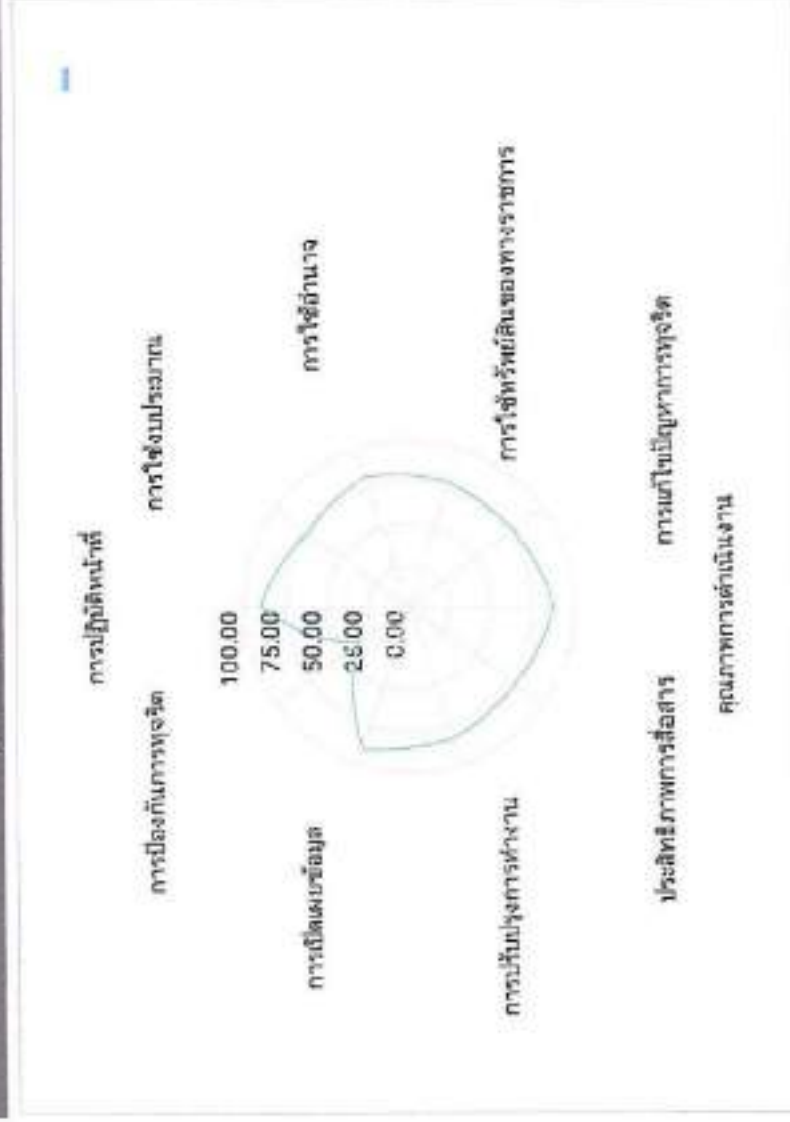 การปฏิบัติหน้าที่
การป้องกันการทุจริต
การใช้งบประมาณ
100.00
75.00
50.00
25.00
0.00
การเปิดเผยข้อมูล
การใช้อำนาจ
การปรับปรุงการทำงาน
การใช้ทรัพย์สินของทางราชการ
ประสิทธิภาพการสื่อสาร
การแก้ไขปัญหาการทุจริต
คุณภาพการดำเนินงาน